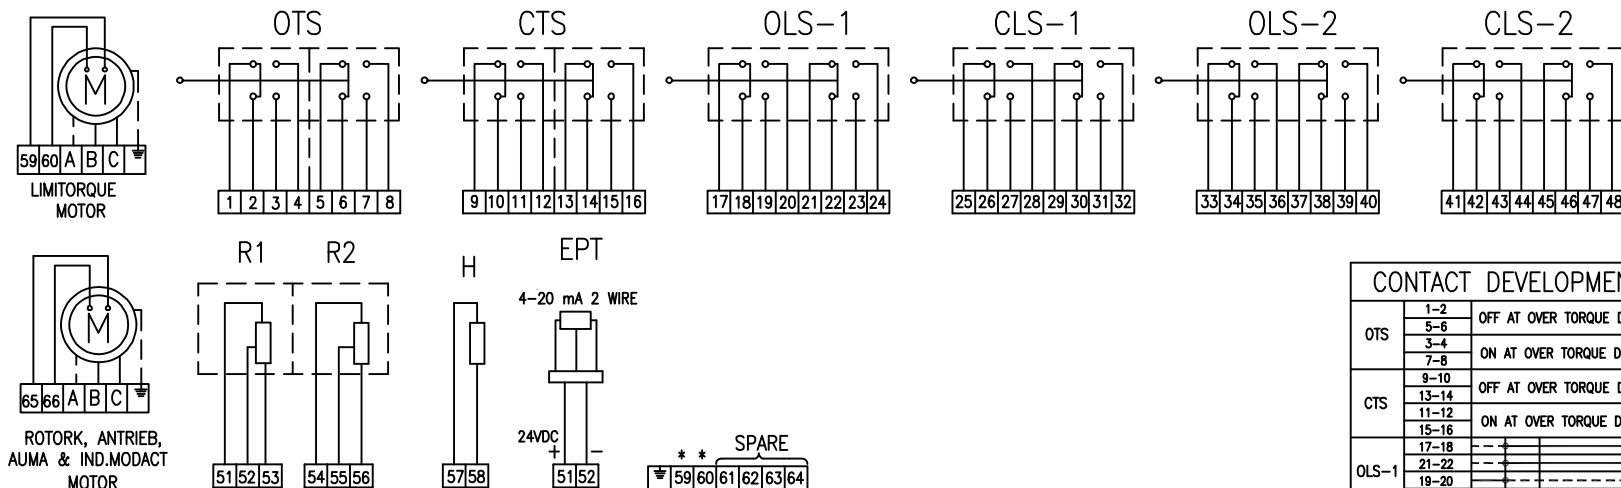 OTS CTS OLS-1 CLS-1 OLS-2 CLS-2
M
59 60 A B C
LIMITORQUE
MOTOR
1 2 3 4 5 6 7 8
9 10 11 12 13 14 15 16
17 18 19 20 21 22 23 24
25 26 27 28 29 30 31 32
33 34 35 36 37 38 39 40
41 42 43 44 45 46 47 48
M
65 66 A B C
ROTORK, ANTRIEB,
AUMA & IND.MODACT
MOTOR
R1 R2
51 52 53 54 55 56
H
57 58
EPT
4-20 mA 2 WIRE
24VDC
+ -
51 52
* * SPARE
59 60 61 62 63 64
CONTACT DEVELOPMEN
OTS
1-2
5-6
OFF AT OVER TORQUE D
3-4
7-8
ON AT OVER TORQUE D
CTS
9-10
13-14
OFF AT OVER TORQUE D
11-12
15-16
ON AT OVER TORQUE D
OLS-1
17-18
21-22
19-20